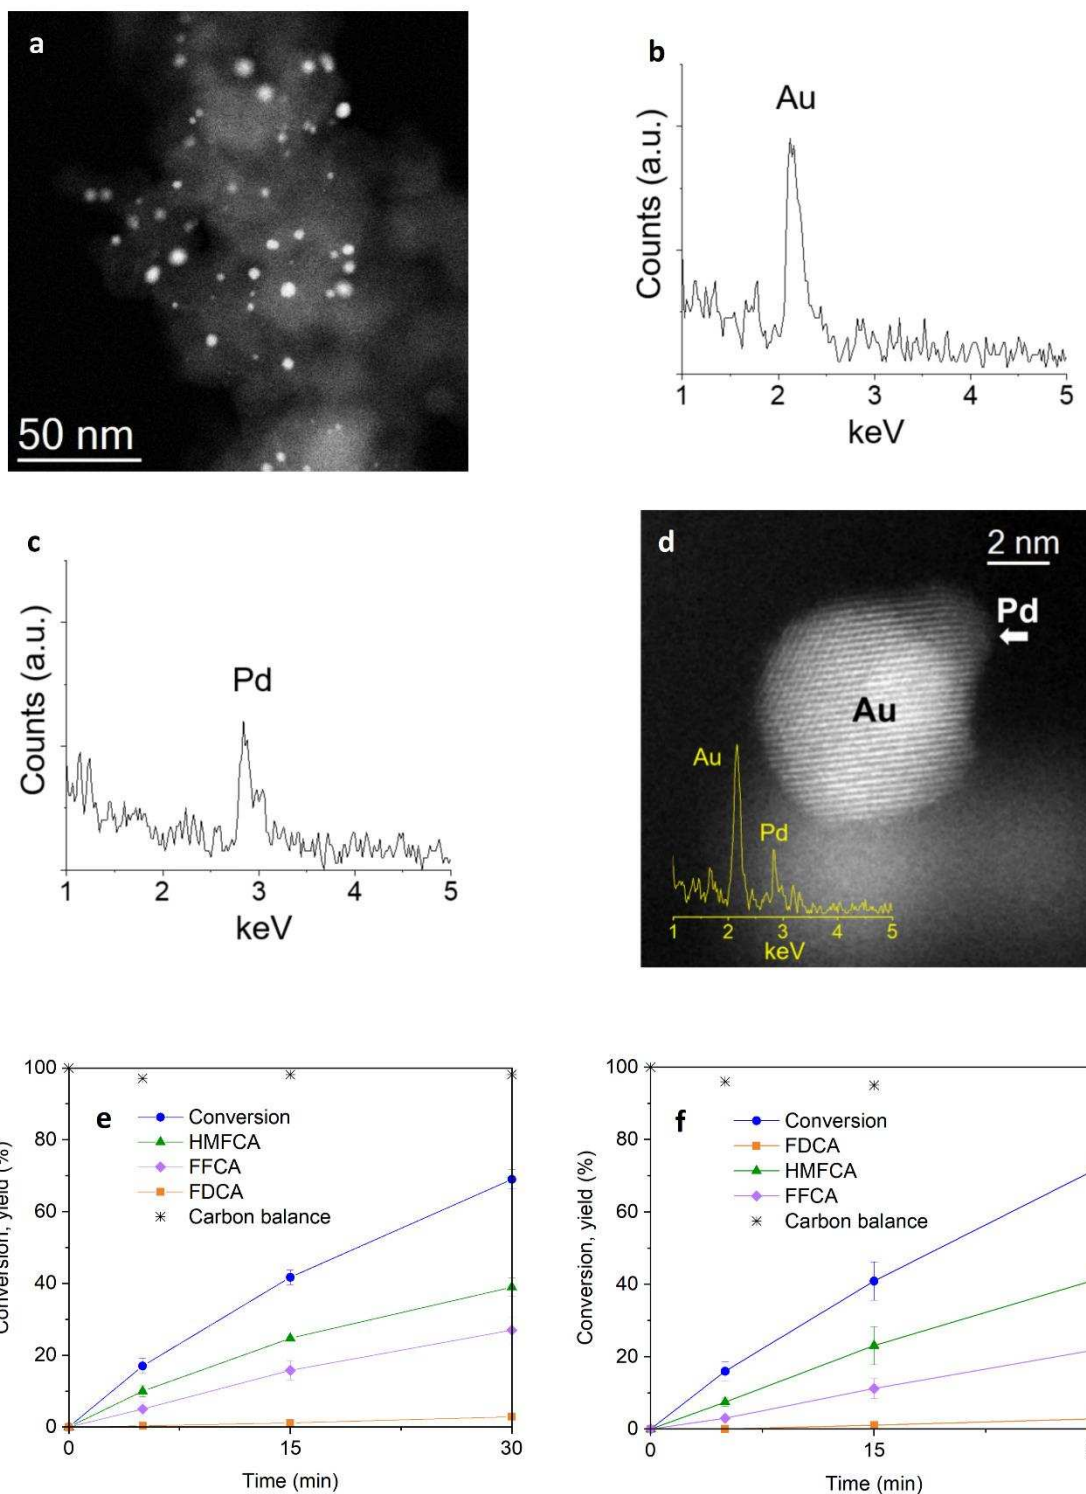 a
50 nm
b
Au
Counts (a.u.)
1 2 3 4 5
keV
c
Pd
Counts (a.u.)
1 2 3 4 5
keV
d
2 nm
Pd
Au
Au
Pd
1 2 3 4 5
keV
e
100
80
60
40
20
0
Conversion
HMFCA
FFCA
FDCA
Carbon balance
Conversion, yield (%)
0 15 30
Time (min)
f
100
80
60
40
20
0
Conversion
FDCA
HMFCA
FFCA
Carbon balance
Conversion, yield (%)
0 15
Time (min)